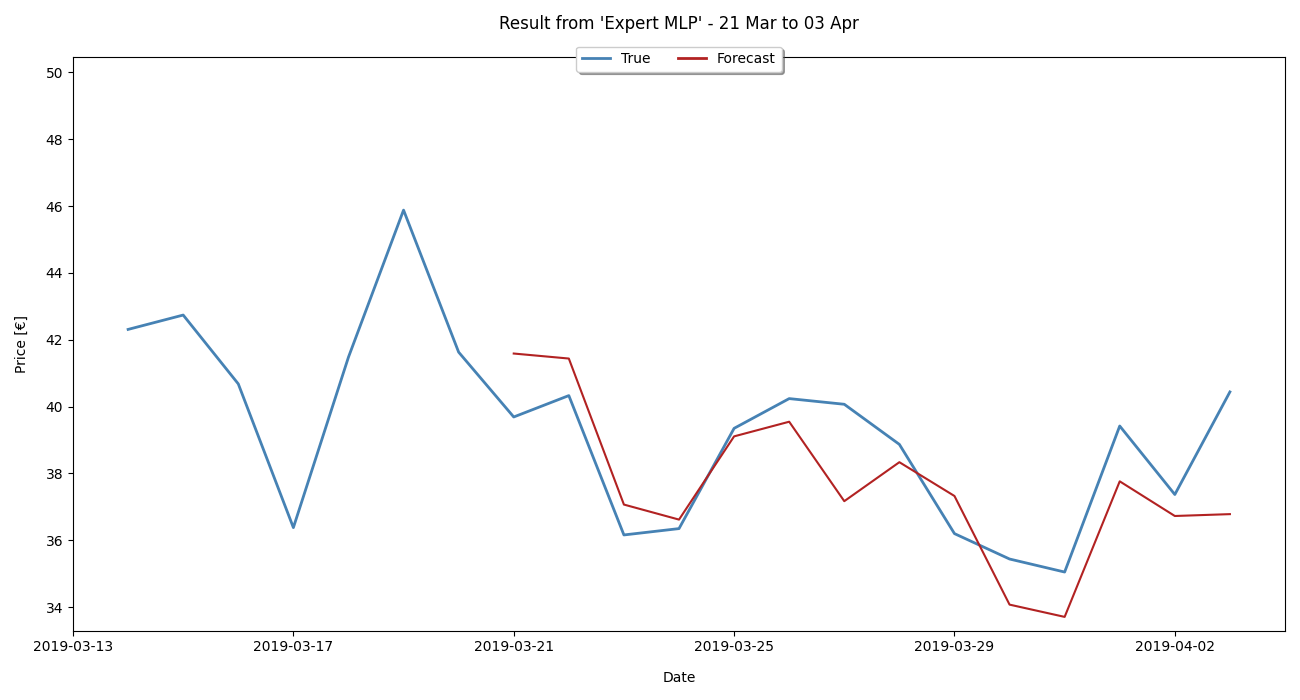 Result from 'Expert MLP' - 21 Mar to 03 Apr
True Forecast
50
48
46
44
42
40
38
36
34
Price [€]
2019-03-13 2019-03-17 2019-03-21 2019-03-25 2019-03-29 2019-04-02
Date